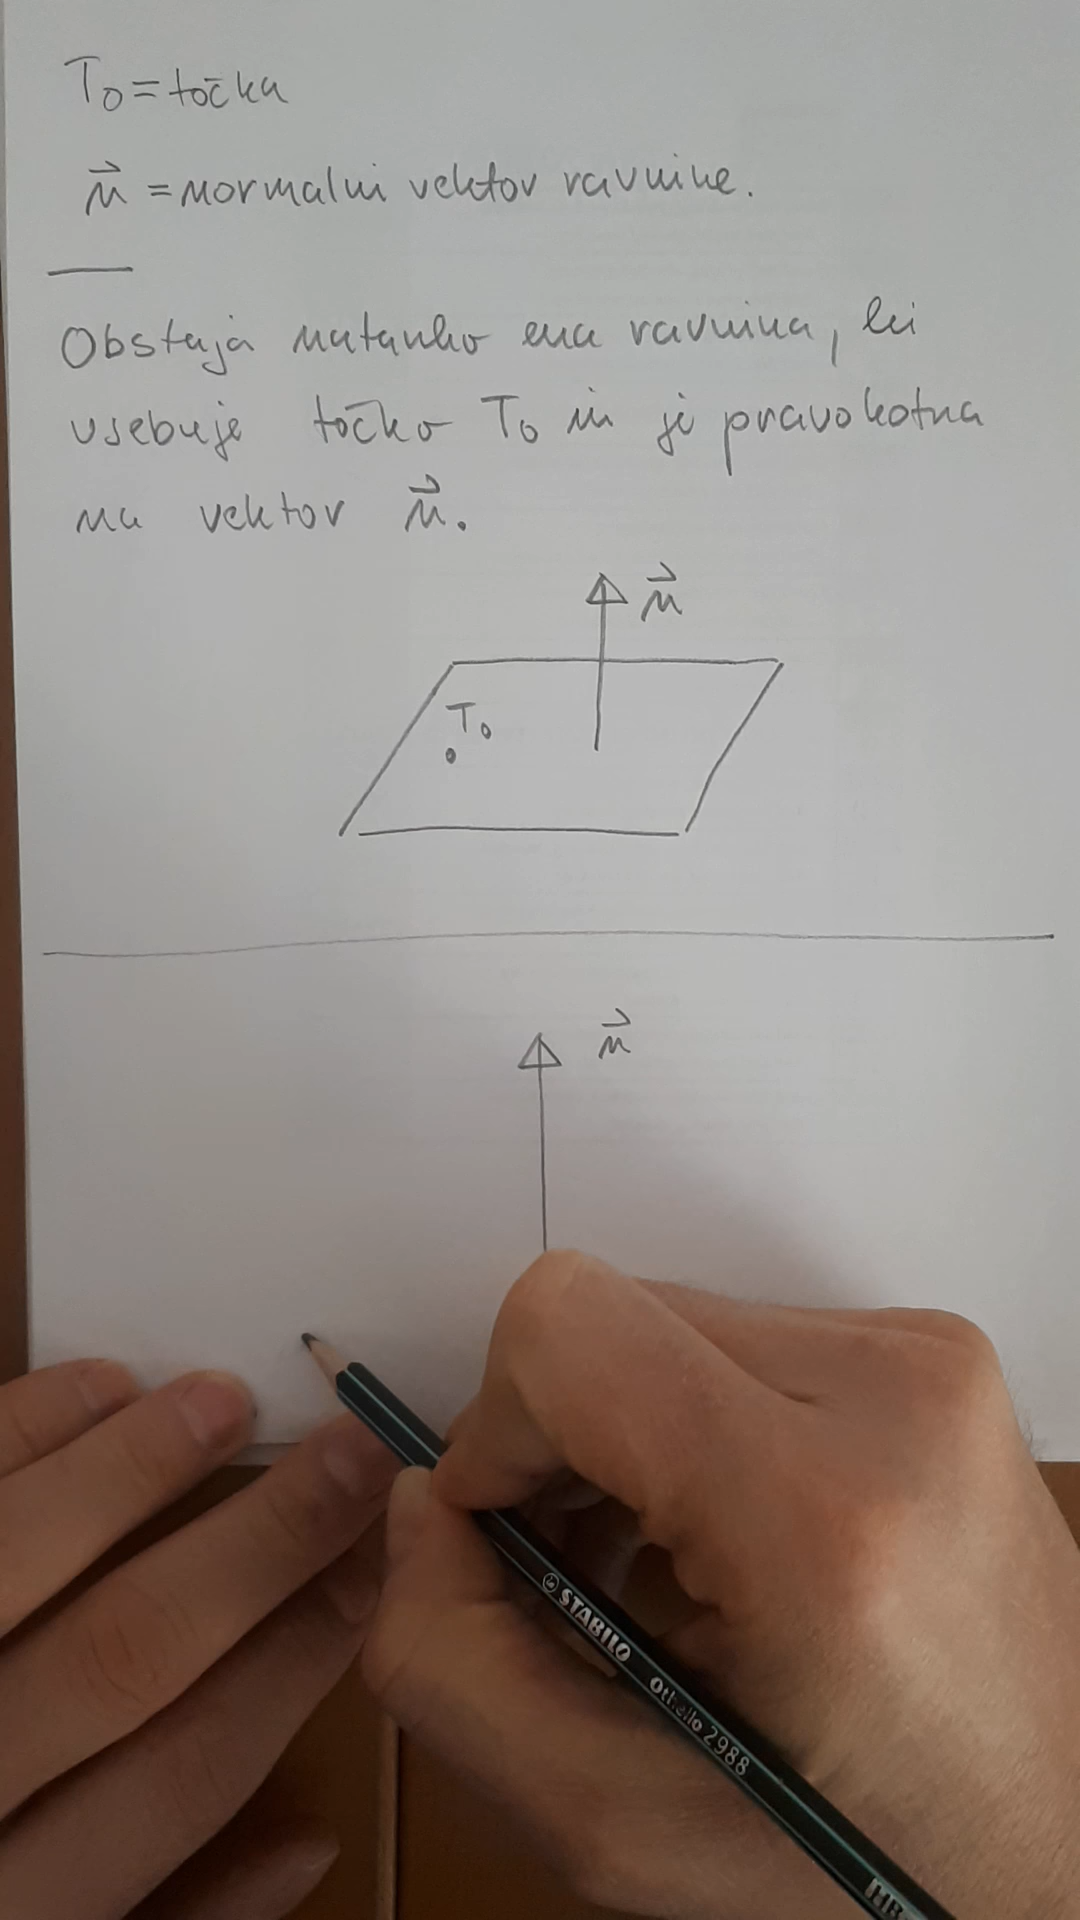 T₀ = točka
n⃗ = normalni vektor ravnine.
Obstaja natanko ena ravnina, ki
vsebuje točko T₀ in je pravokotna
na vektor n⃗.
n⃗
T₀
n⃗
STABILO Othello 2988 HB